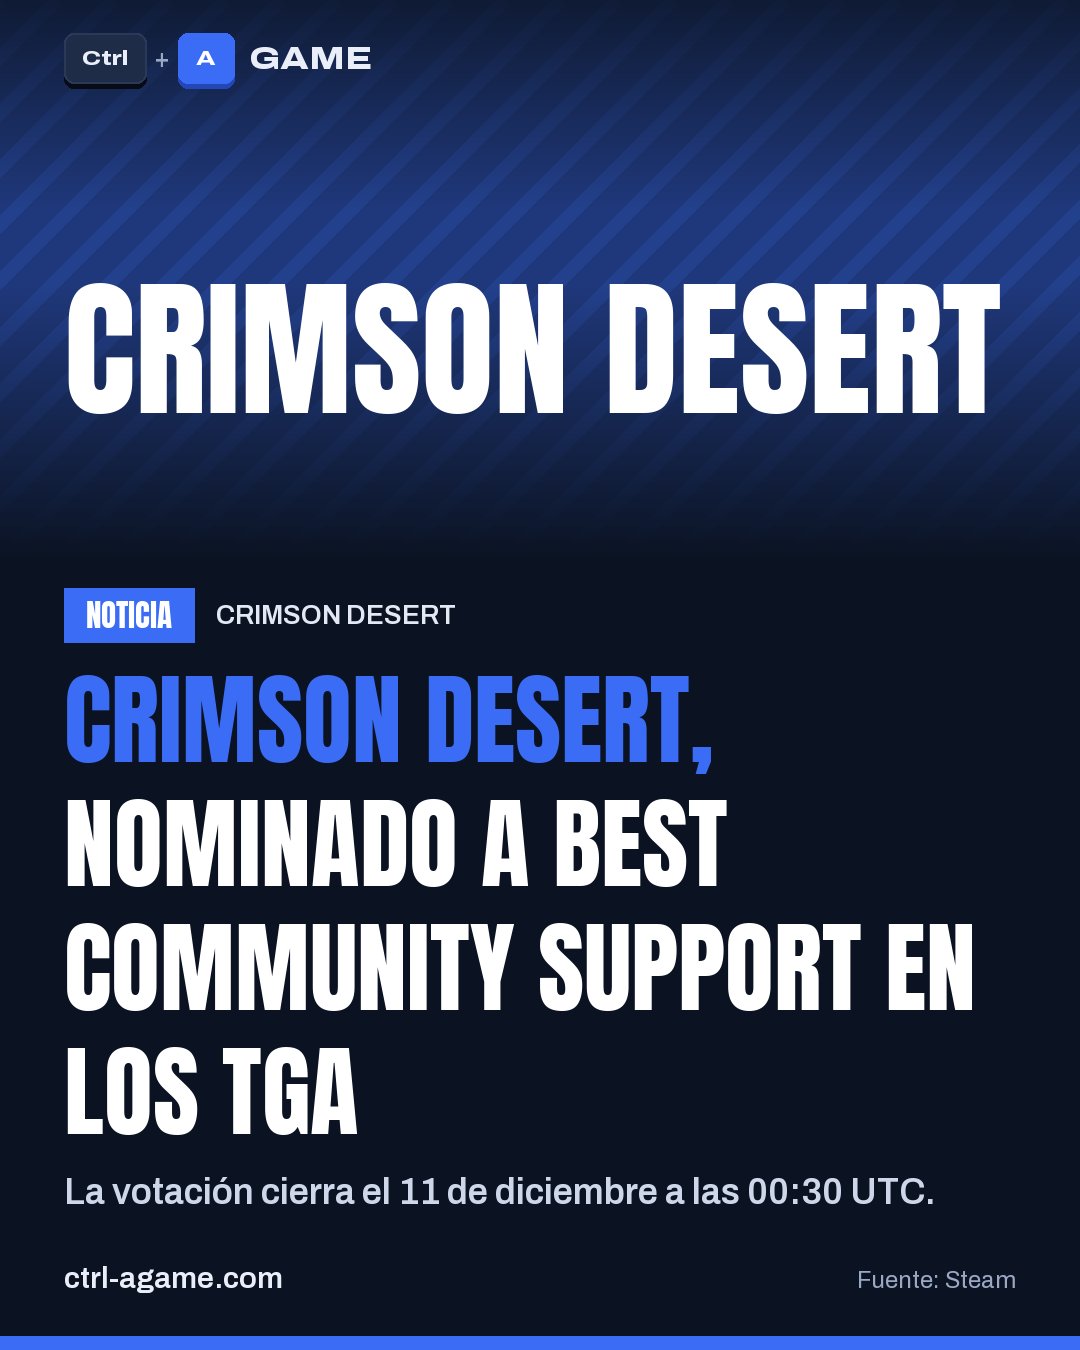 Ctrl + A GAME
CRIMSON DESERT
NOTICIA CRIMSON DESERT
CRIMSON DESERT,
NOMINADO A BEST
COMMUNITY SUPPORT EN
LOS TGA
La votación cierra el 11 de diciembre a las 00:30 UTC.
ctrl-agame.com Fuente: Steam